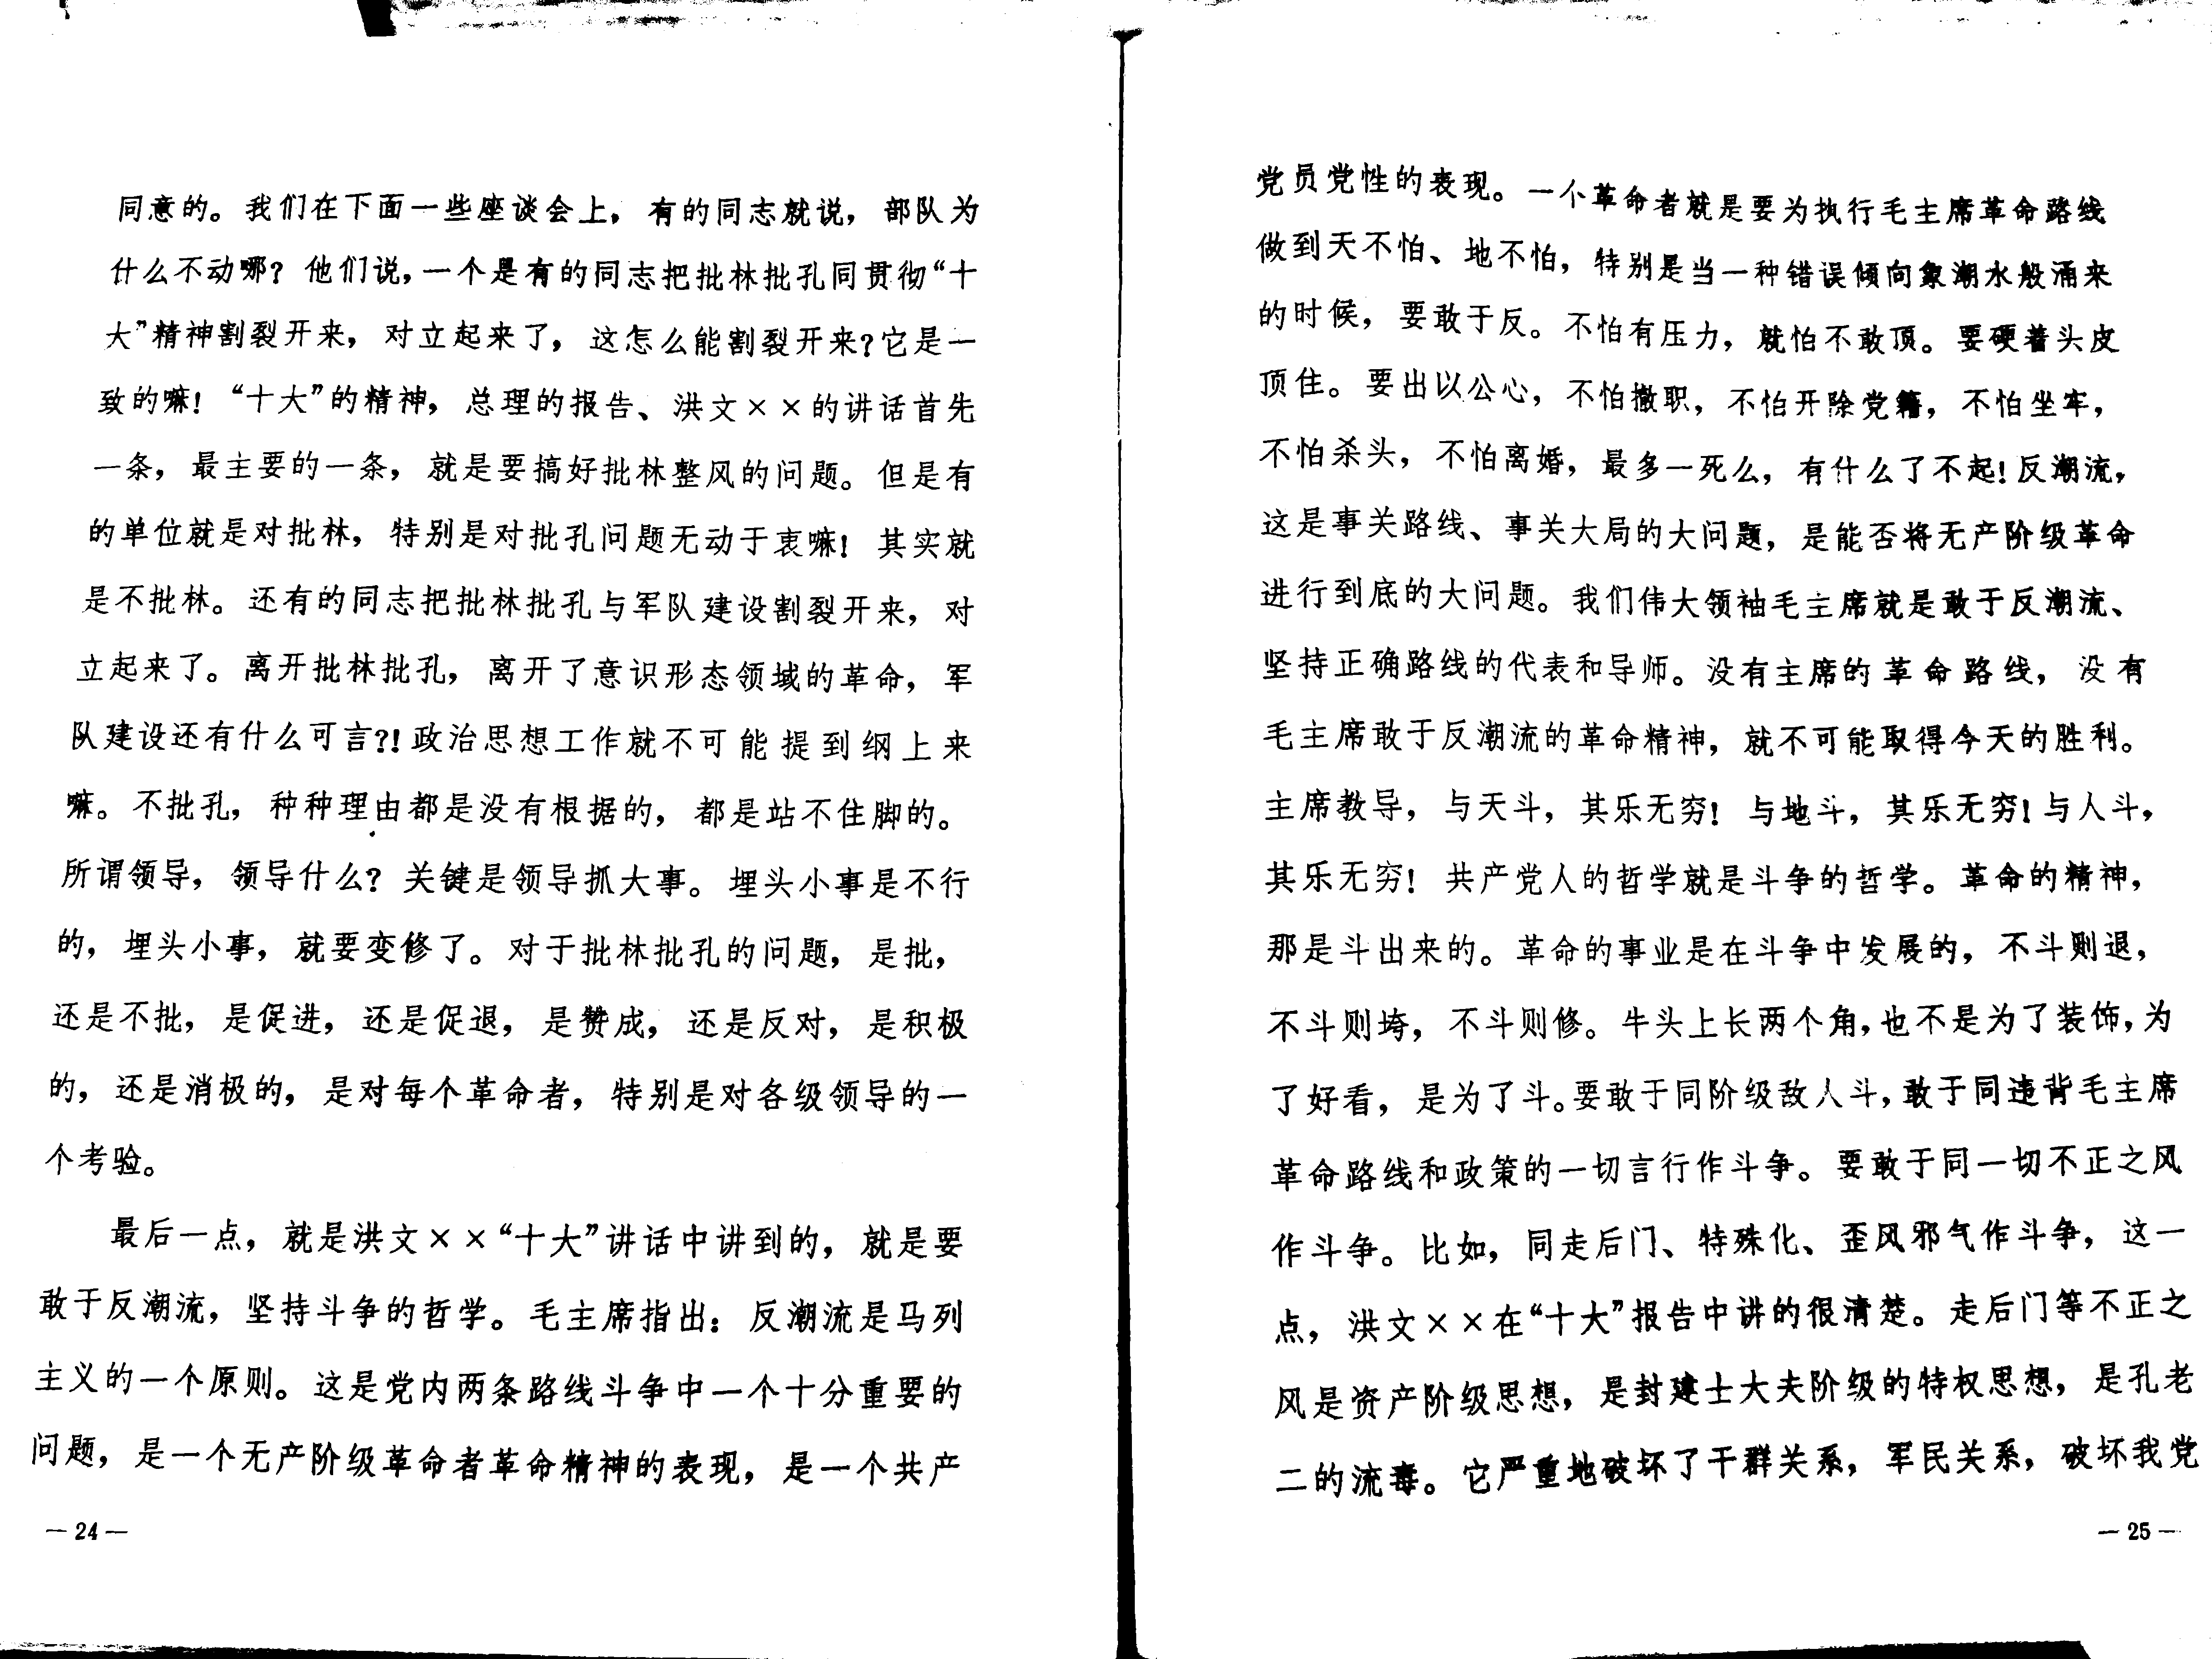 同意的。我们在下面一些座谈会上，有的同志就说，部队为
什么不动哪？他们说，一个是有的同志把批林批孔同贯彻“十
大”精神割裂开来，对立起来了，这怎么能割裂开来？它是一
致的嘛！“十大”的精神，总理的报告、洪文××的讲话首先
一条，最主要的一条，就是要搞好批林整风的问题。但是有
的单位就是对批林，特别是对批孔问题无动于衷嘛！其实就
是不批林。还有的同志把批林批孔与军队建设割裂开来，对
立起来了。离开批林批孔，离开了意识形态领域的革命，军
队建设还有什么可言？！政治思想工作就不可能提到纲上来
嘛。不批孔，种种理由都是没有根据的，都是站不住脚的。
所谓领导，领导什么？关键是领导抓大事。埋头小事是不行
的，埋头小事，就要变修了。对于批林批孔的问题，是批，
还是不批，是促进，还是促退，是赞成，还是反对，是积极
的，还是消极的，是对每个革命者，特别是对各级领导的一
个考验。
最后一点，就是洪文××“十大”讲话中讲到的，就是要
敢于反潮流，坚持斗争的哲学。毛主席指出：反潮流是马列
主义的一个原则。这是党内两条路线斗争中一个十分重要的
问题，是一个无产阶级革命者革命精神的表现，是一个共产
—24—
党员党性的表现。一个革命者就是要为执行毛主席革命路线
做到天不怕、地不怕，特别是当一种错误倾向象潮水般涌来
的时候，要敢于反。不怕有压力，就怕不敢顶。要硬着头皮
顶住。要出以公心，不怕撤职，不怕开除党籍，不怕坐牢，
不怕杀头，不怕离婚，最多一死么，有什么了不起！反潮流，
这是事关路线、事关大局的大问题，是能否将无产阶级革命
进行到底的大问题。我们伟大领袖毛主席就是敢于反潮流、
坚持正确路线的代表和导师。没有主席的革命路线，没有
毛主席敢于反潮流的革命精神，就不可能取得今天的胜利。
主席教导，与天斗，其乐无穷！与地斗，其乐无穷！与人斗，
其乐无穷！共产党人的哲学就是斗争的哲学。革命的精神，
那是斗出来的。革命的事业是在斗争中发展的，不斗则退，
不斗则垮，不斗则修。牛头上长两个角，也不是为了装饰，为
了好看，是为了斗。要敢于同阶级敌人斗，敢于同违背毛主席
革命路线和政策的一切言行作斗争。要敢于同一切不正之风
作斗争。比如，同走后门、特殊化、歪风邪气作斗争，这一
点，洪文××在“十大”报告中讲的很清楚。走后门等不正之
风是资产阶级思想，是封建士大夫阶级的特权思想，是孔老
二的流毒。它严重地破坏了干群关系，军民关系，破坏我党
—25—